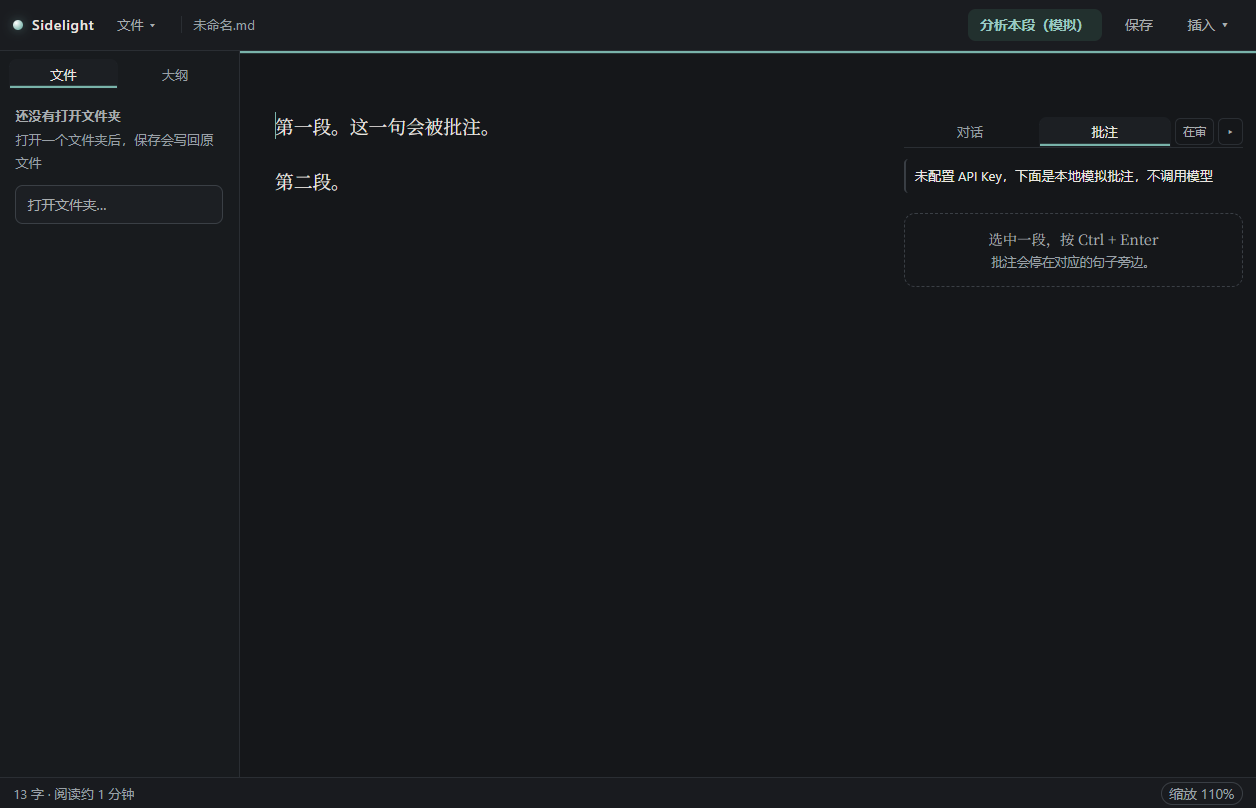 Sidelight 文件 ▾ 未命名.md 分析本段（模拟） 保存 插入 ▾
文件 大纲
还没有打开文件夹
打开一个文件夹后，保存会写回原
文件
打开文件夹...
第一段。这一句会被批注。
第二段。
对话 批注 在审 ▸
未配置 API Key，下面是本地模拟批注，不调用模型
选中一段，按 Ctrl + Enter
批注会停在对应的句子旁边。
13 字 · 阅读约 1 分钟 缩放 110%